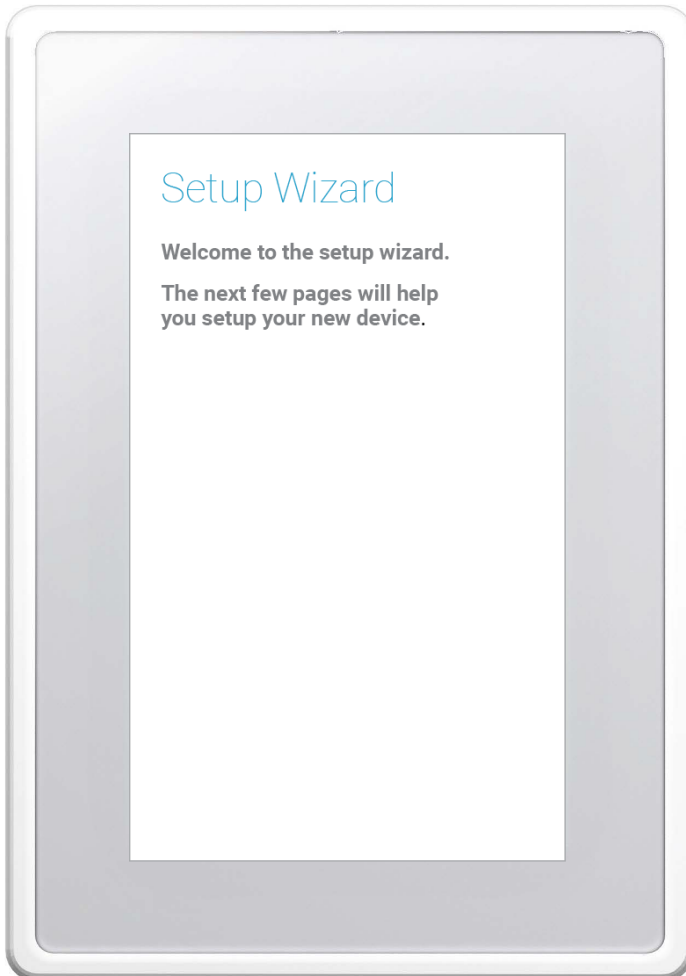 Setup Wizard
Welcome to the setup wizard.
The next few pages will help
you setup your new device.